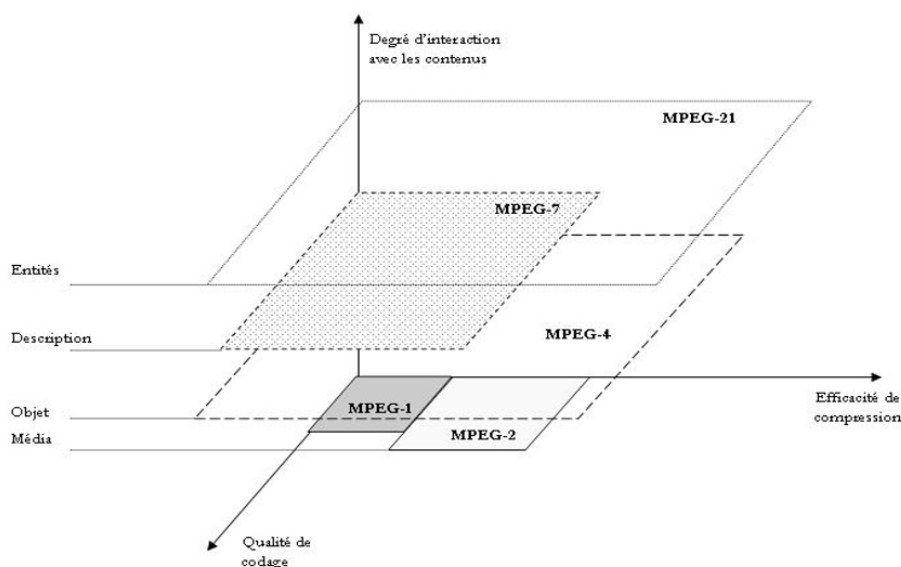 Degré d'interaction
avec les contenus
MPEG-21
MPEG-7
Entités
MPEG-4
Description
Efficacité de
compression
MPEG-1
Objet
MPEG-2
Média
Qualité de
codage